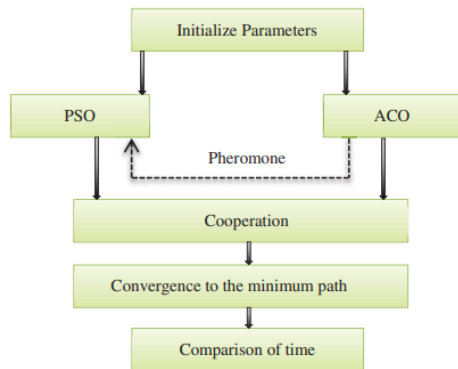 Initialize Parameters
PSO
ACO
Pheromone
Cooperation
Convergence to the minimum path
Comparison of time